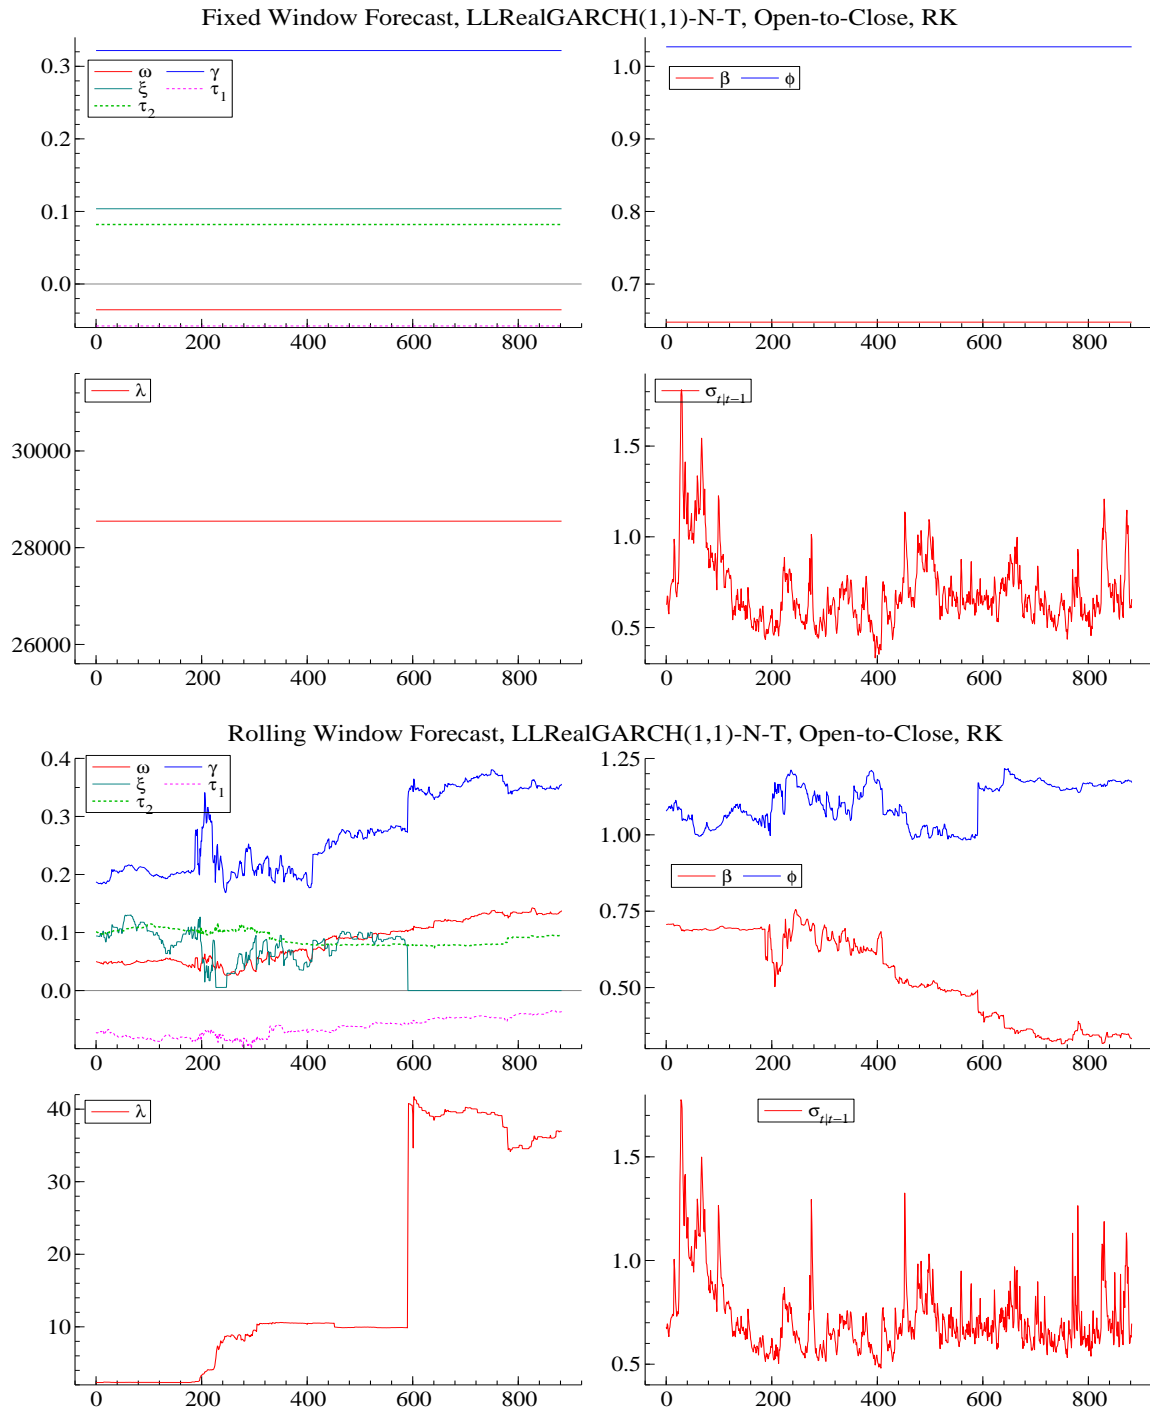 Fixed Window Forecast, LLRealGARCH(1,1)-N-T, Open-to-Close, RK
ω γ
ξ τ1
τ2
0.3
0.2
0.1
0.0
0 200 400 600 800
β φ
1.0
0.9
0.8
0.7
0 200 400 600 800
λ
30000
28000
26000
0 200 400 600 800
σt|t−1
1.5
1.0
0.5
0 200 400 600 800
Rolling Window Forecast, LLRealGARCH(1,1)-N-T, Open-to-Close, RK
0.4
ω γ
ξ τ1
τ2
0.3
0.2
0.1
0.0
0 200 400 600 800
1.25
1.00
β φ
0.75
0.50
0 200 400 600 800
λ
40
30
20
10
0 200 400 600 800
σt|t−1
1.5
1.0
0.5
0 200 400 600 800